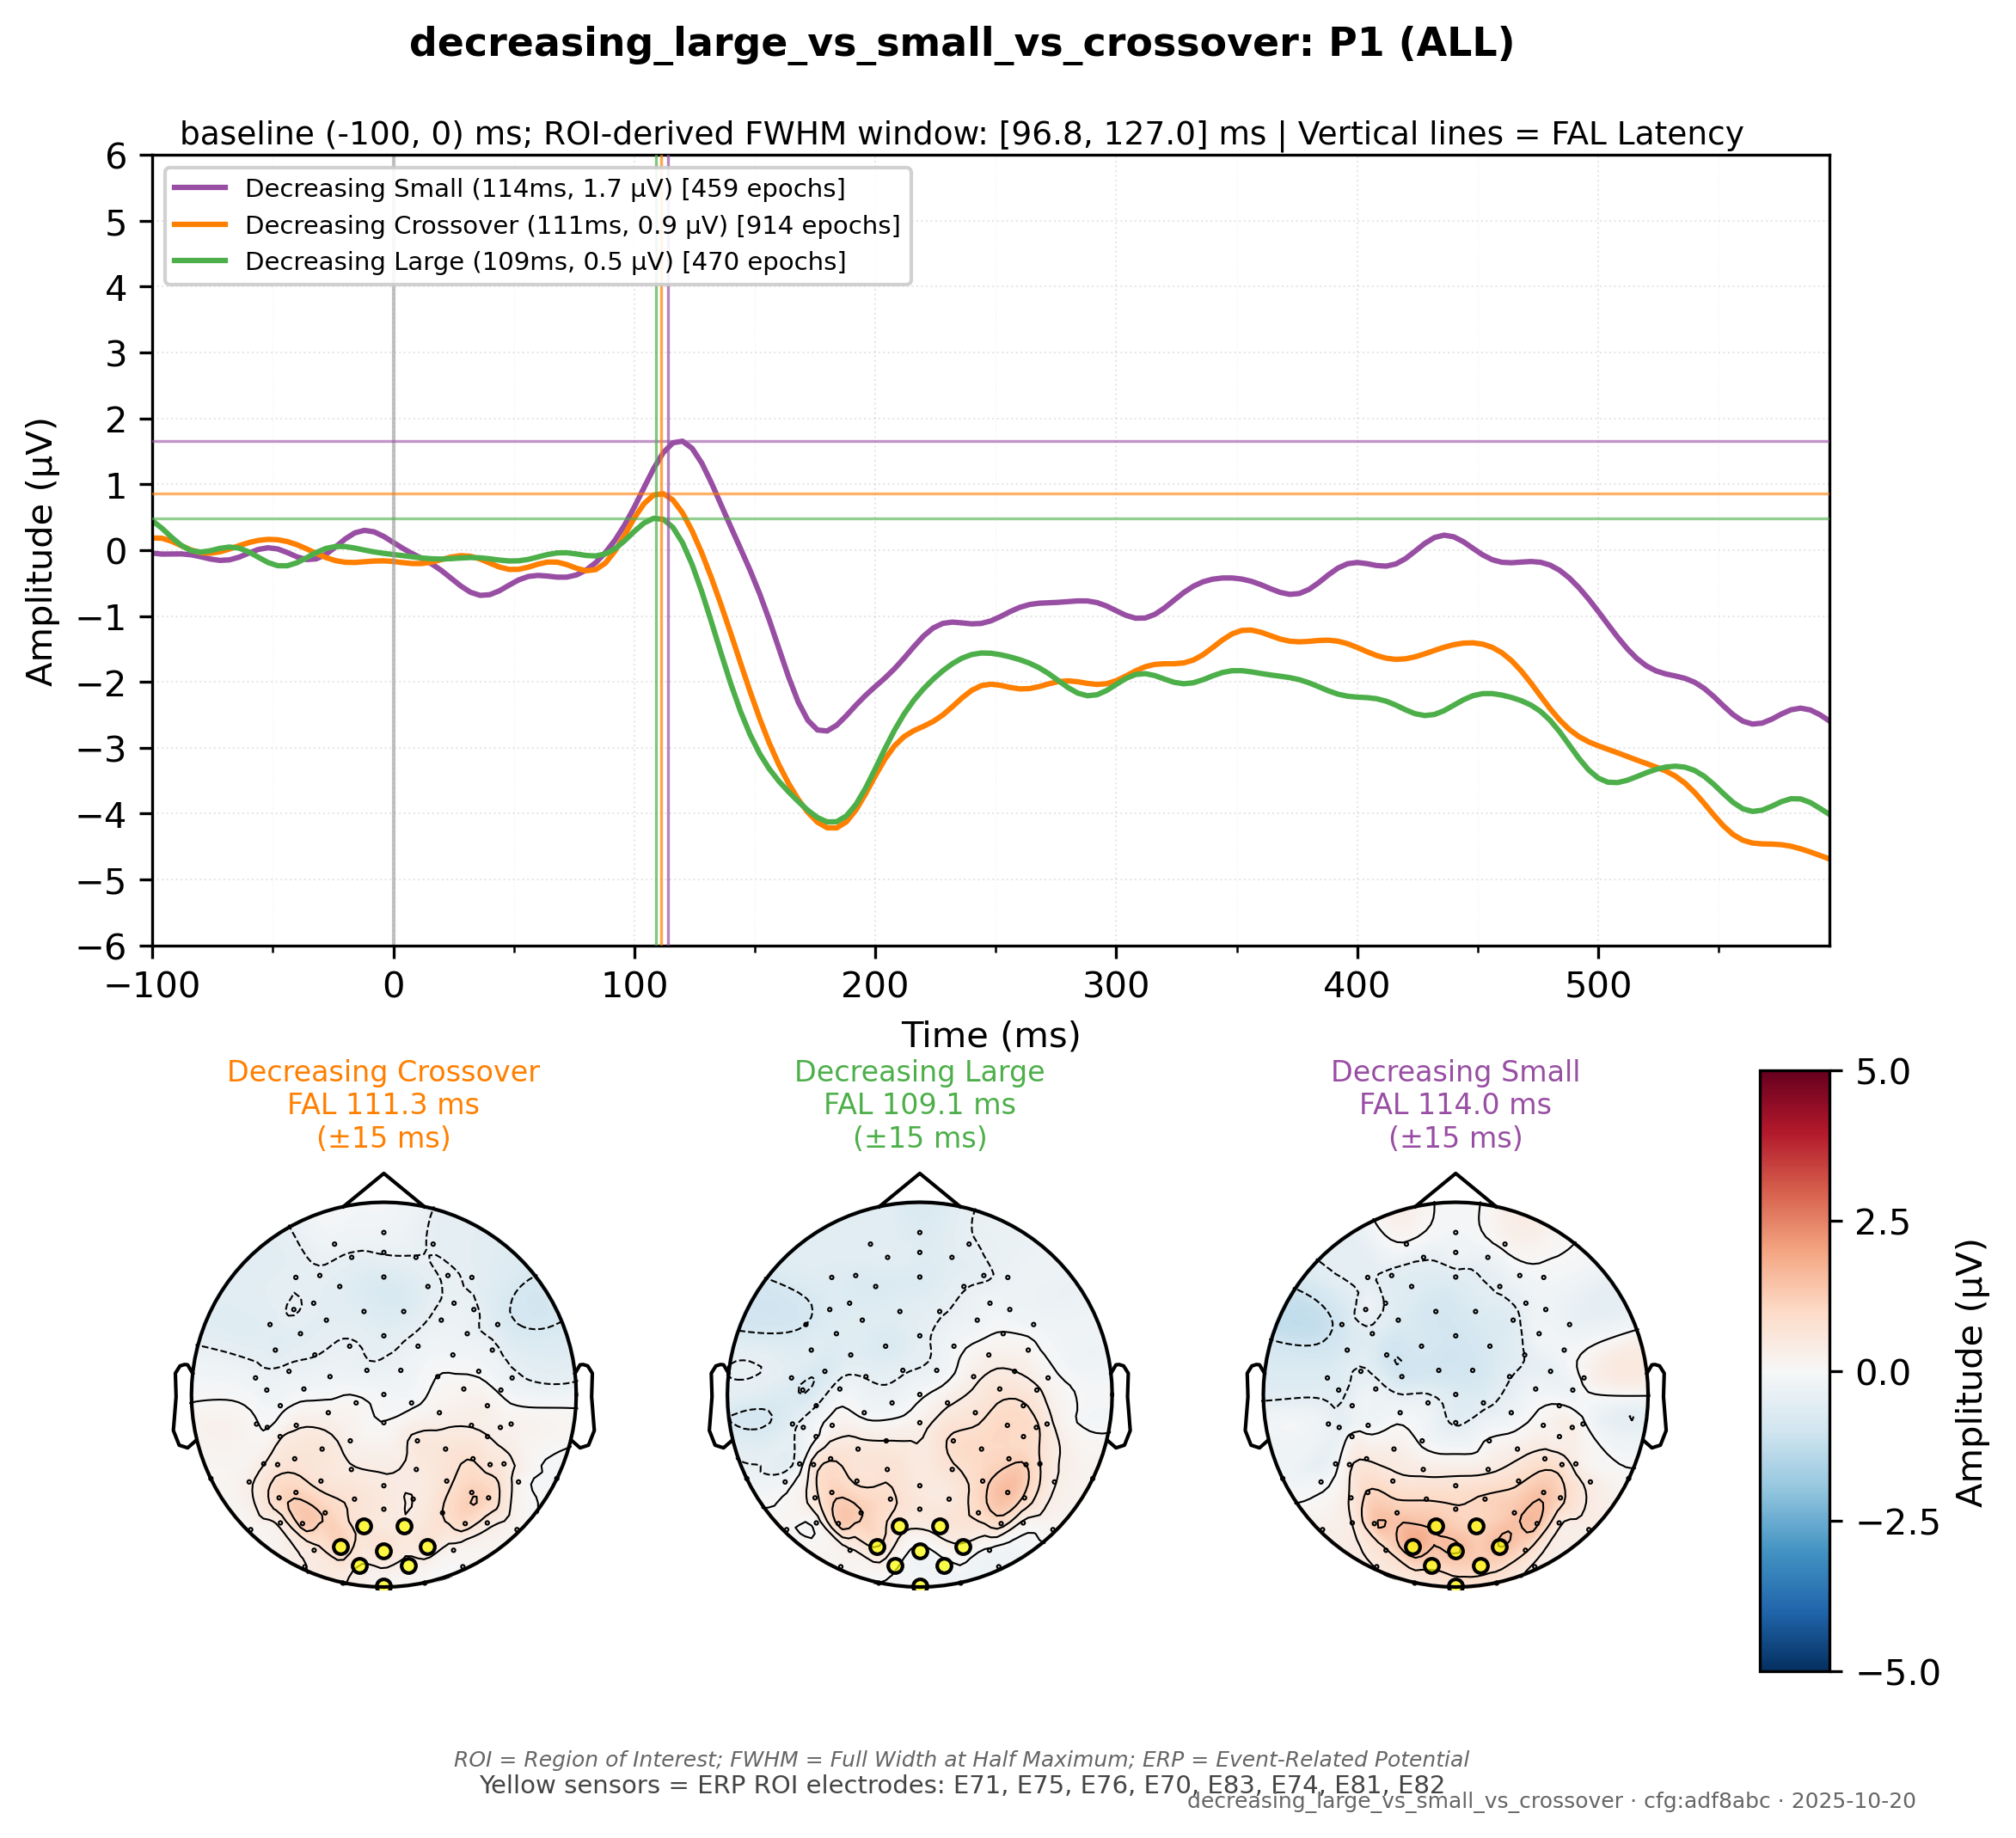 decreasing_large_vs_small_vs_crossover: P1 (ALL)
baseline (-100, 0) ms; ROI-derived FWHM window: [96.8, 127.0] ms | Vertical lines = FAL Latency
Decreasing Small (114ms, 1.7 µV) [459 epochs]
Decreasing Crossover (111ms, 0.9 µV) [914 epochs]
Decreasing Large (109ms, 0.5 µV) [470 epochs]
Amplitude (µV)
6
5
4
3
2
1
0
−1
−2
−3
−4
−5
−6
−100 0 100 200 300 400 500
Time (ms)
Decreasing Crossover
FAL 111.3 ms
(±15 ms)
Decreasing Large
FAL 109.1 ms
(±15 ms)
Decreasing Small
FAL 114.0 ms
(±15 ms)
5.0
2.5
0.0
−2.5
−5.0
Amplitude (µV)
ROI = Region of Interest; FWHM = Full Width at Half Maximum; ERP = Event-Related Potential
Yellow sensors = ERP ROI electrodes: E71, E75, E76, E70, E83, E74, E81, E82
decreasing_large_vs_small_vs_crossover · cfg:adf8abc · 2025-10-20